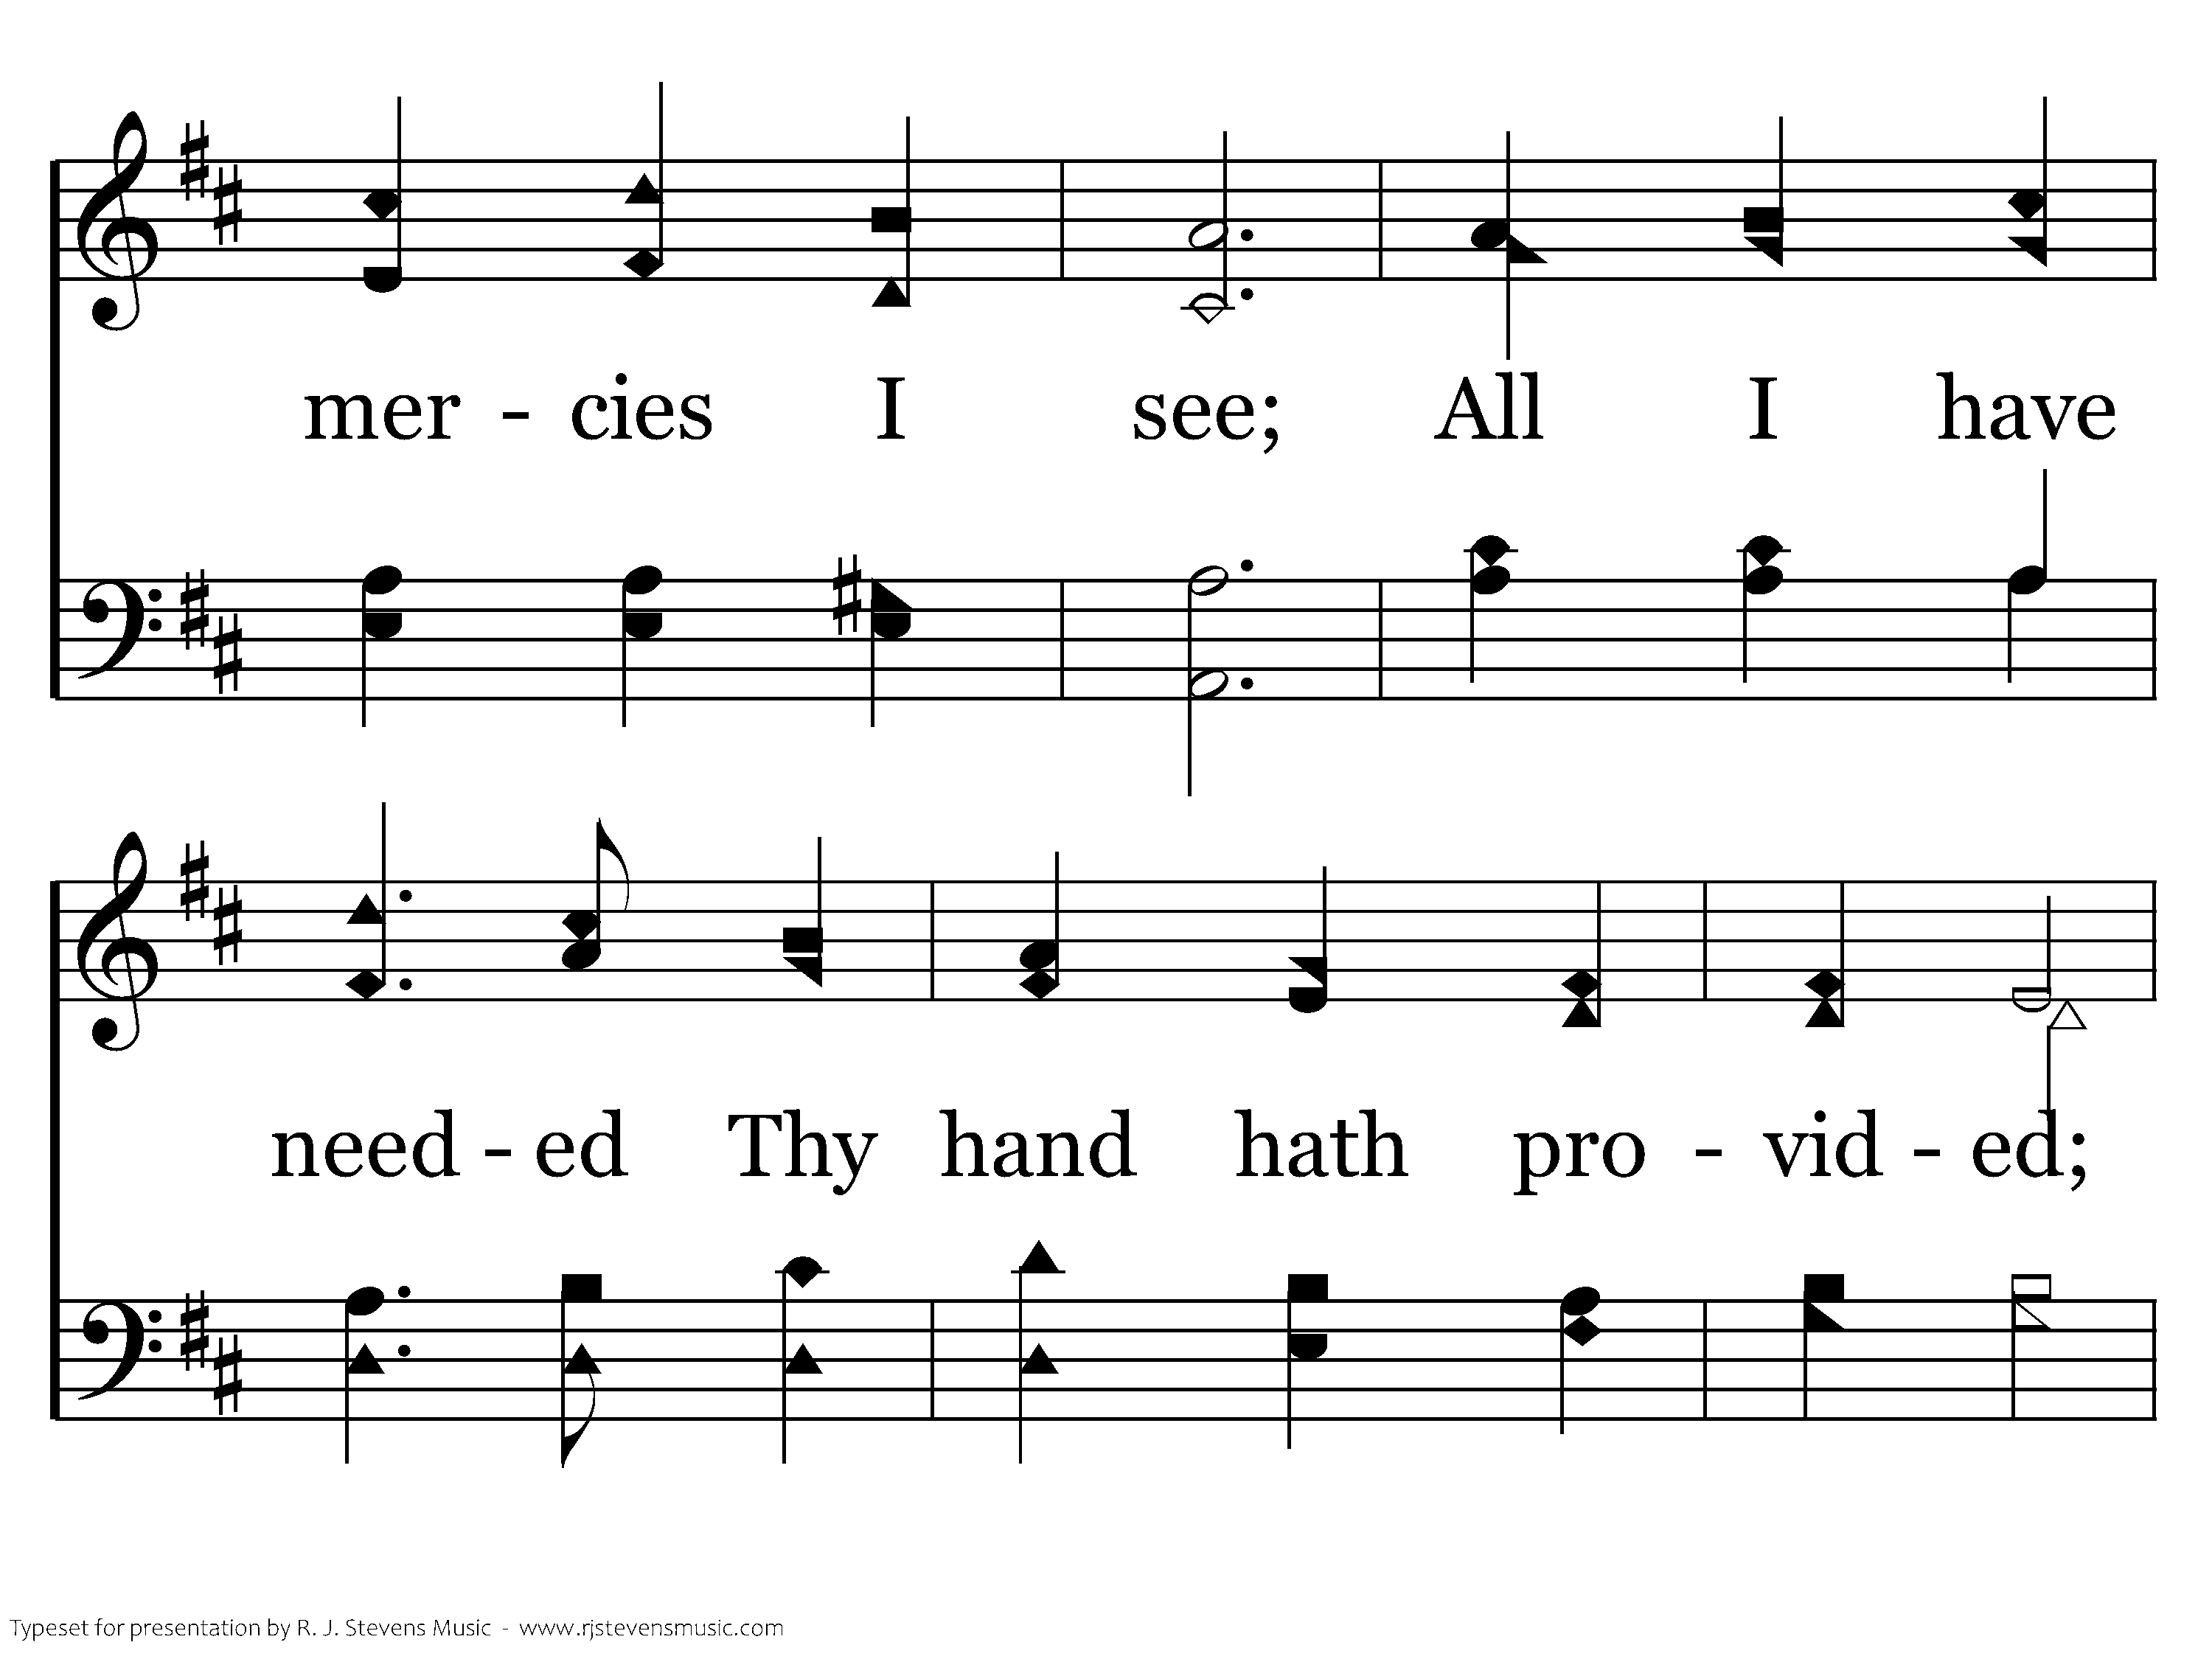 mer - cies I see; All I have
need - ed Thy hand hath pro - vid - ed;
Typeset for presentation by R. J. Stevens Music - www.rjstevensmusic.com